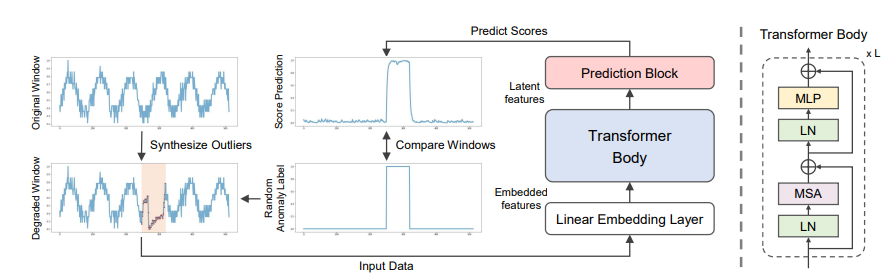 Predict Scores
Transformer Body
x L
Original Window
Score Prediction
Prediction Block
Latent
features
MLP
LN
Synthesize Outliers
Compare Windows
Transformer
Body
Degraded Window
Random
Anomaly Label
Embedded
features
MSA
LN
Linear Embedding Layer
Input Data